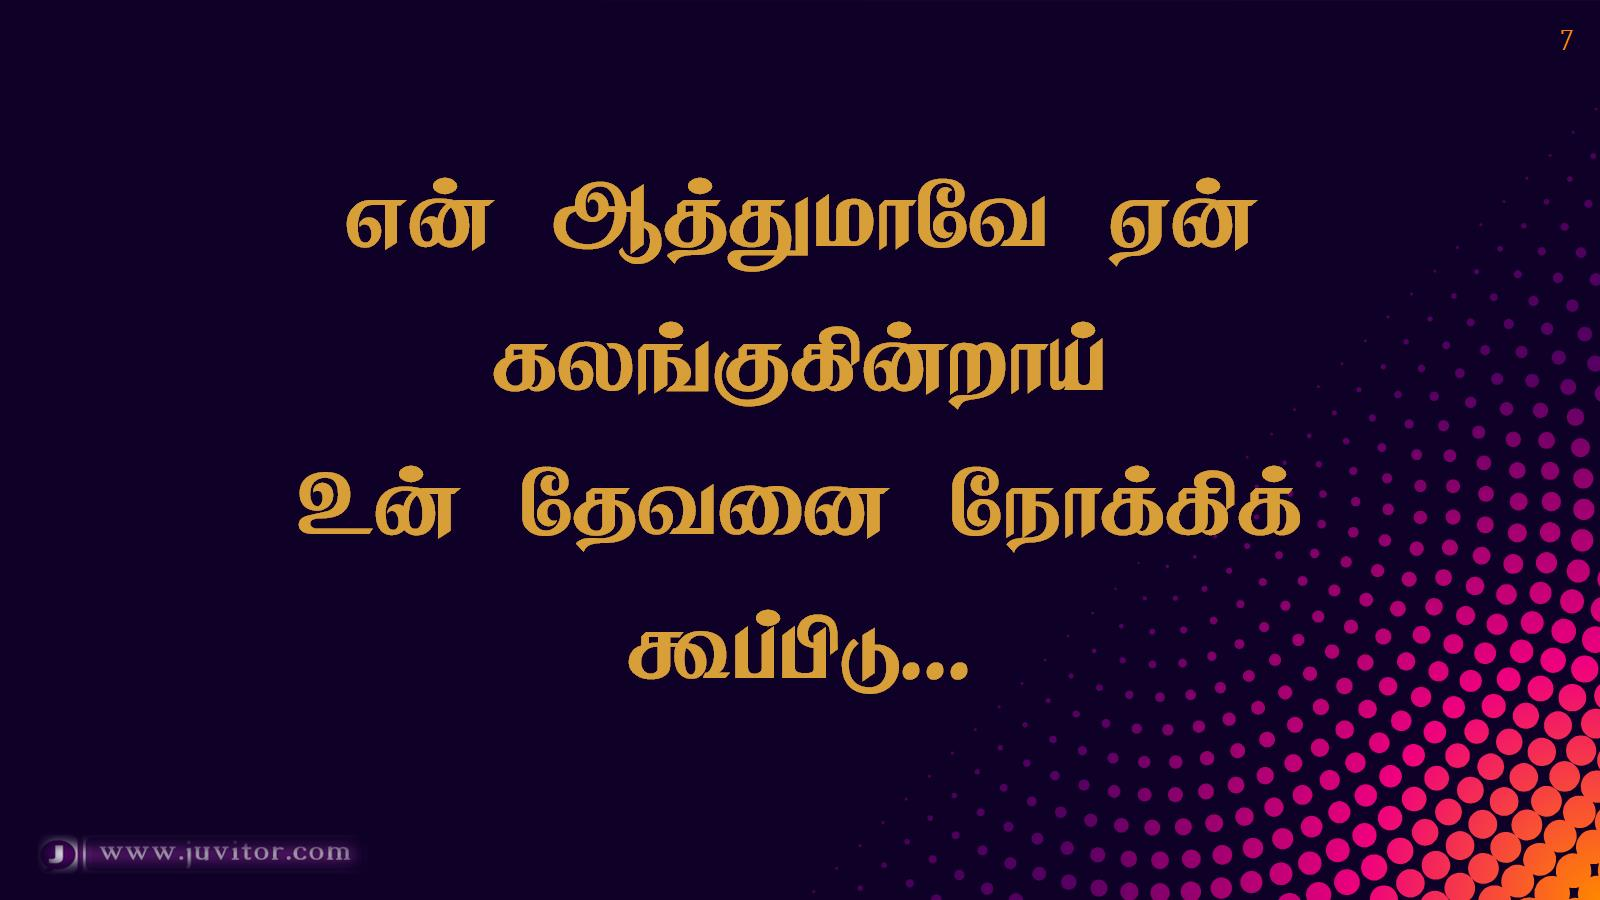 7
என் ஆத்துமாவே ஏன்
கலங்குகின்றாய்
உன் தேவனை நோக்கிக்
கூப்பிடு...
J www.juvitor.com